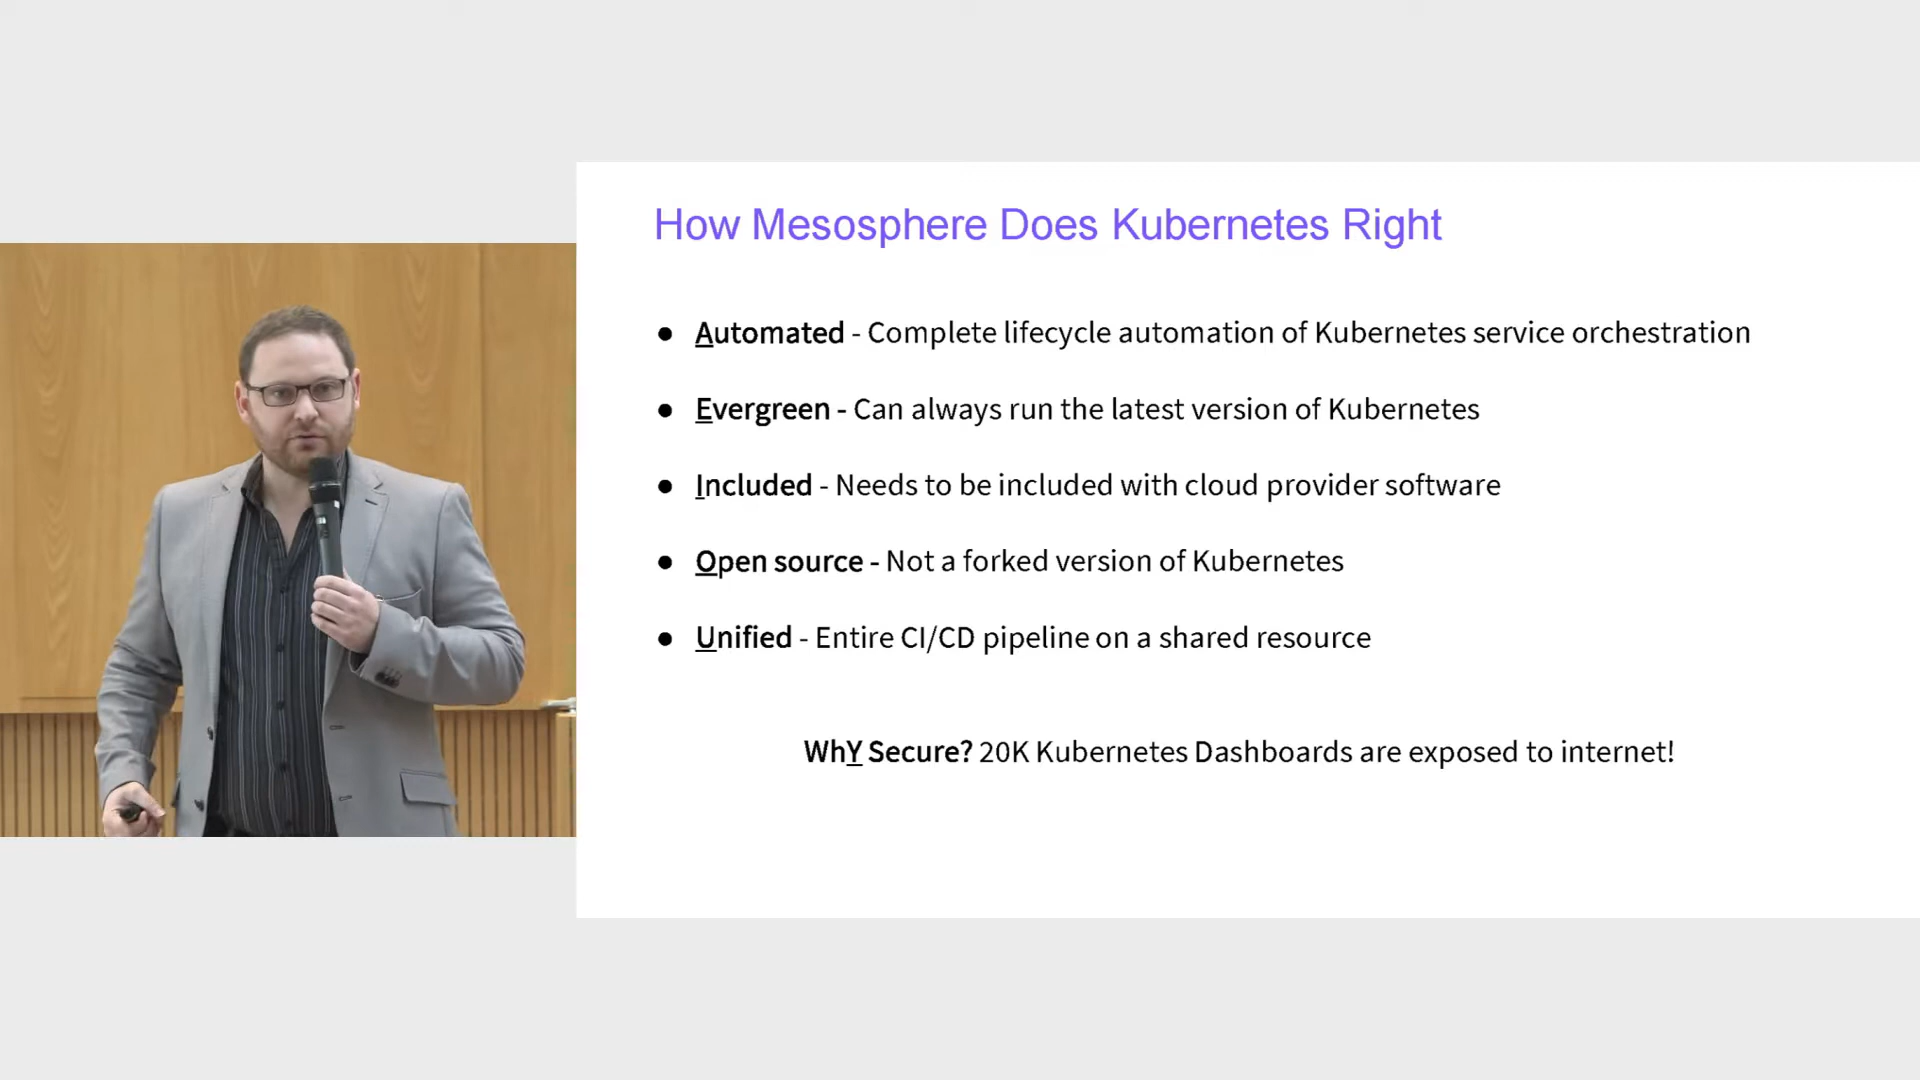 How Mesosphere Does Kubernetes Right
● Automated - Complete lifecycle automation of Kubernetes service orchestration
● Evergreen - Can always run the latest version of Kubernetes
● Included - Needs to be included with cloud provider software
● Open source - Not a forked version of Kubernetes
● Unified - Entire CI/CD pipeline on a shared resource
WhY Secure? 20K Kubernetes Dashboards are exposed to internet!